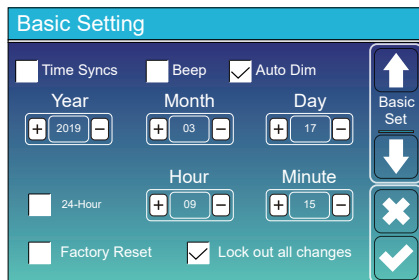 Basic Setting
Time Syncs Beep Auto Dim
Year Month Day
+ 2019 − + 03 − + 17 −
Basic
Set
Hour Minute
24-Hour + 09 − + 15 −
Factory Reset Lock out all changes